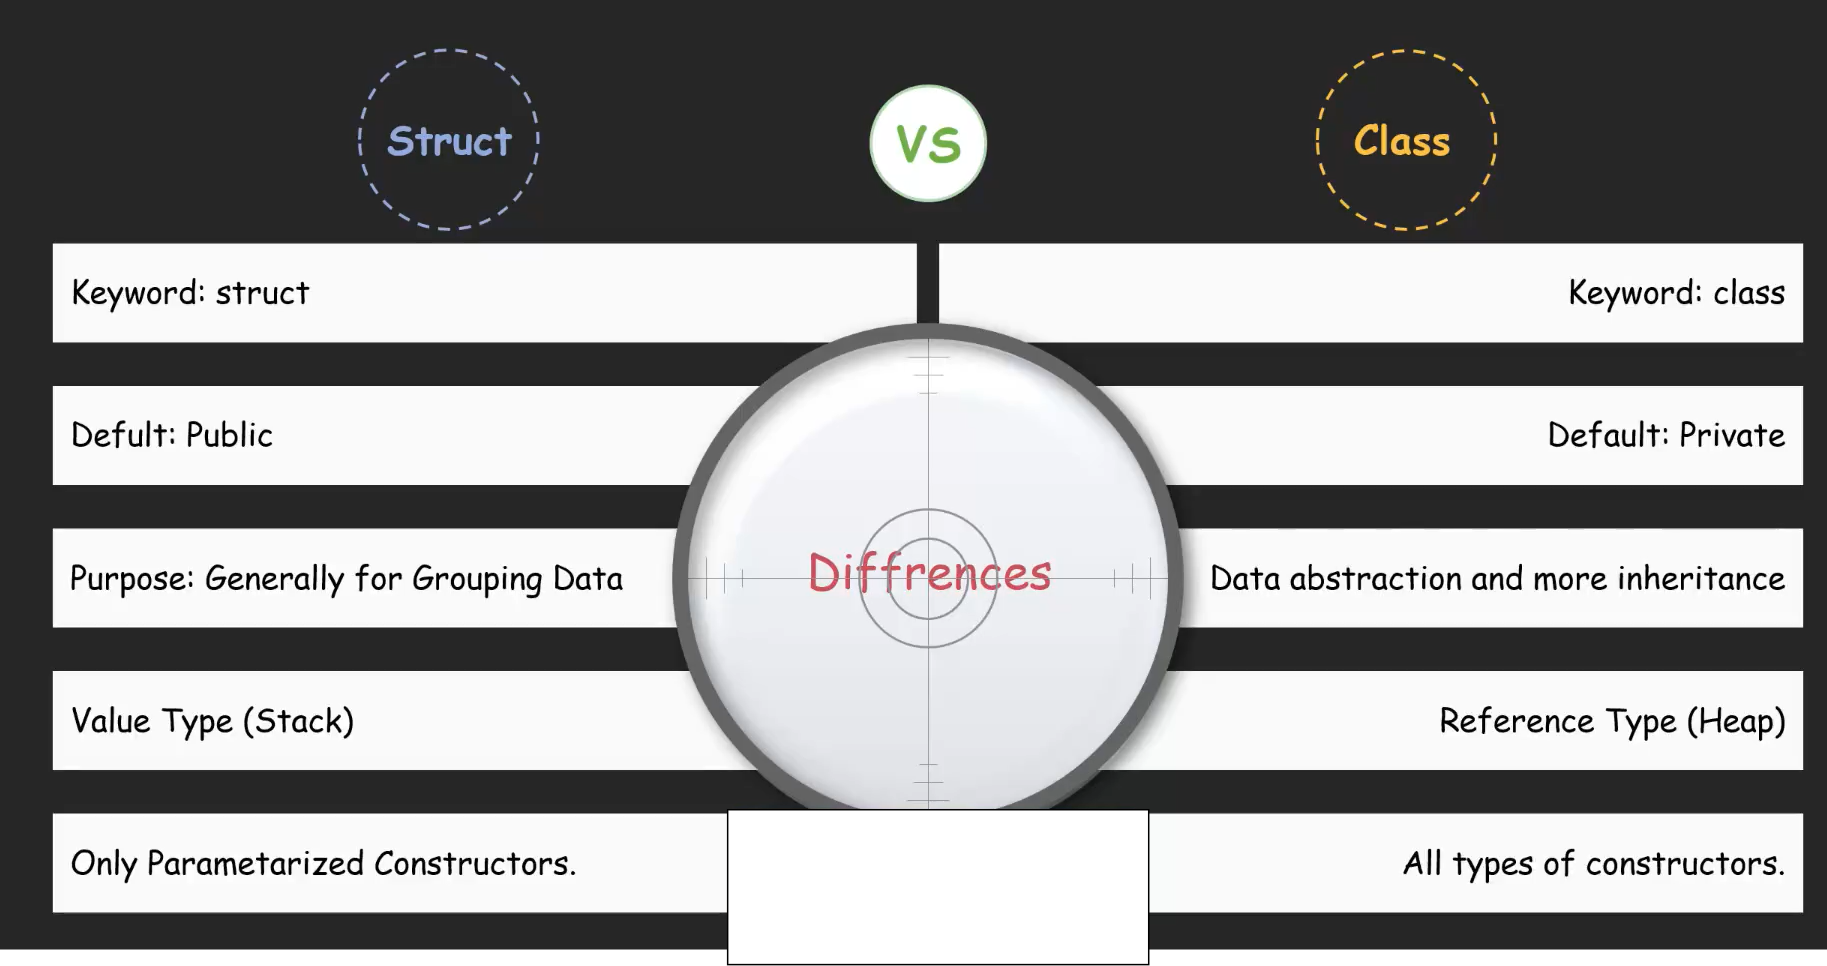 Struct
VS
Class
Keyword: struct
Keyword: class
Defult: Public
Default: Private
Purpose: Generally for Grouping Data
Diffrences
Data abstraction and more inheritance
Value Type (Stack)
Reference Type (Heap)
Only Parametarized Constructors.
All types of constructors.